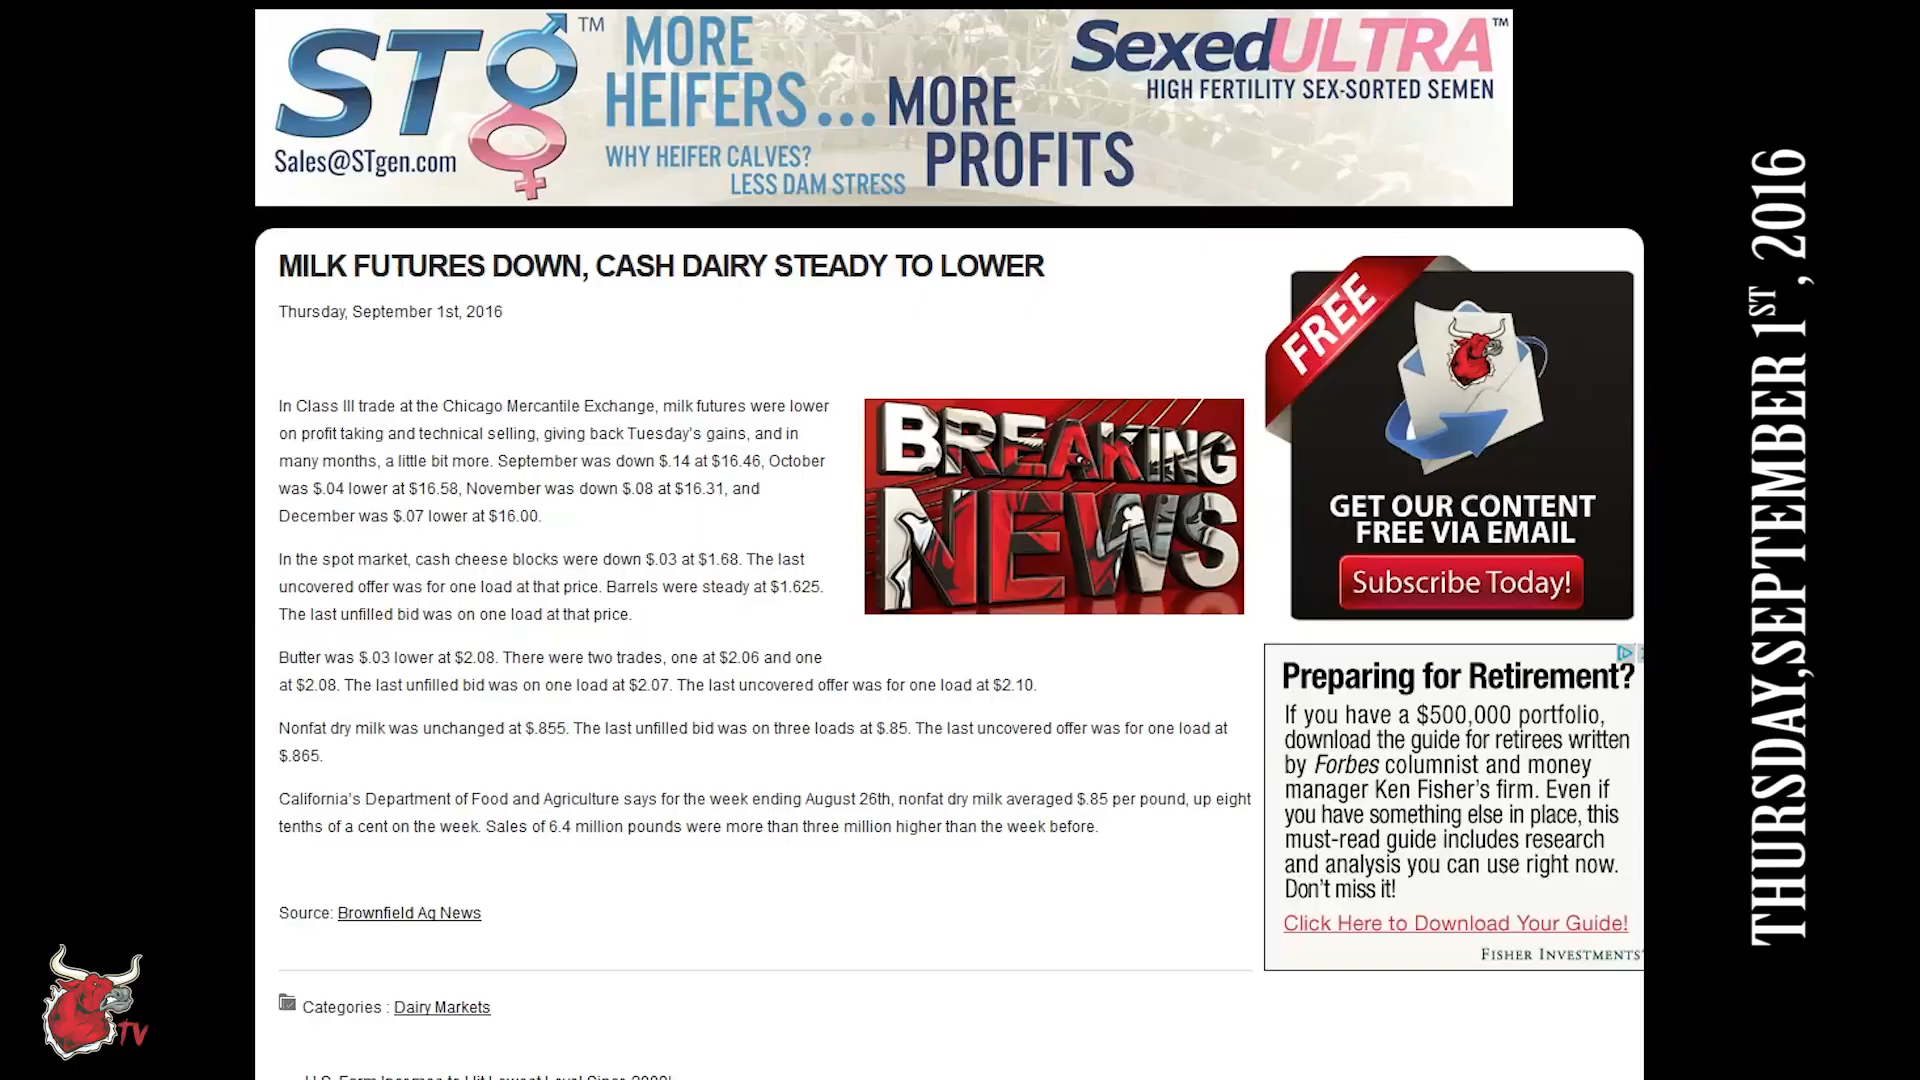 STg™
Sales@STgen.com
MORE
HEIFERS...MORE
PROFITS
WHY HEIFER CALVES?
LESS DAM STRESS
SexedULTRA™
HIGH FERTILITY SEX-SORTED SEMEN
MILK FUTURES DOWN, CASH DAIRY STEADY TO LOWER
Thursday, September 1st, 2016
In Class III trade at the Chicago Mercantile Exchange, milk futures were lower
on profit taking and technical selling, giving back Tuesday's gains, and in
many months, a little bit more. September was down $.14 at $16.46, October
was $.04 lower at $16.58, November was down $.08 at $16.31, and
December was $.07 lower at $16.00.
In the spot market, cash cheese blocks were down $.03 at $1.68. The last
uncovered offer was for one load at that price. Barrels were steady at $1.625.
The last unfilled bid was on one load at that price.
Butter was $.03 lower at $2.08. There were two trades, one at $2.06 and one
at $2.08. The last unfilled bid was on one load at $2.07. The last uncovered offer was for one load at $2.10.
Nonfat dry milk was unchanged at $.855. The last unfilled bid was on three loads at $.85. The last uncovered offer was for one load at
$.865.
California's Department of Food and Agriculture says for the week ending August 26th, nonfat dry milk averaged $.85 per pound, up eight
tenths of a cent on the week. Sales of 6.4 million pounds were more than three million higher than the week before.
Source: Brownfield Ag News
Categories : Dairy Markets
U.S. Farm Incomes to Hit Lowest Level Since 2009!
BREAKING
NEWS
FREE
GET OUR CONTENT
FREE VIA EMAIL
Subscribe Today!
Preparing for Retirement?
If you have a $500,000 portfolio,
download the guide for retirees written
by Forbes columnist and money
manager Ken Fisher's firm. Even if
you have something else in place, this
must-read guide includes research
and analysis you can use right now.
Don't miss it!
Click Here to Download Your Guide!
FISHER INVESTMENTS
THURSDAY,SEPTEMBER 1ST, 2016
TV